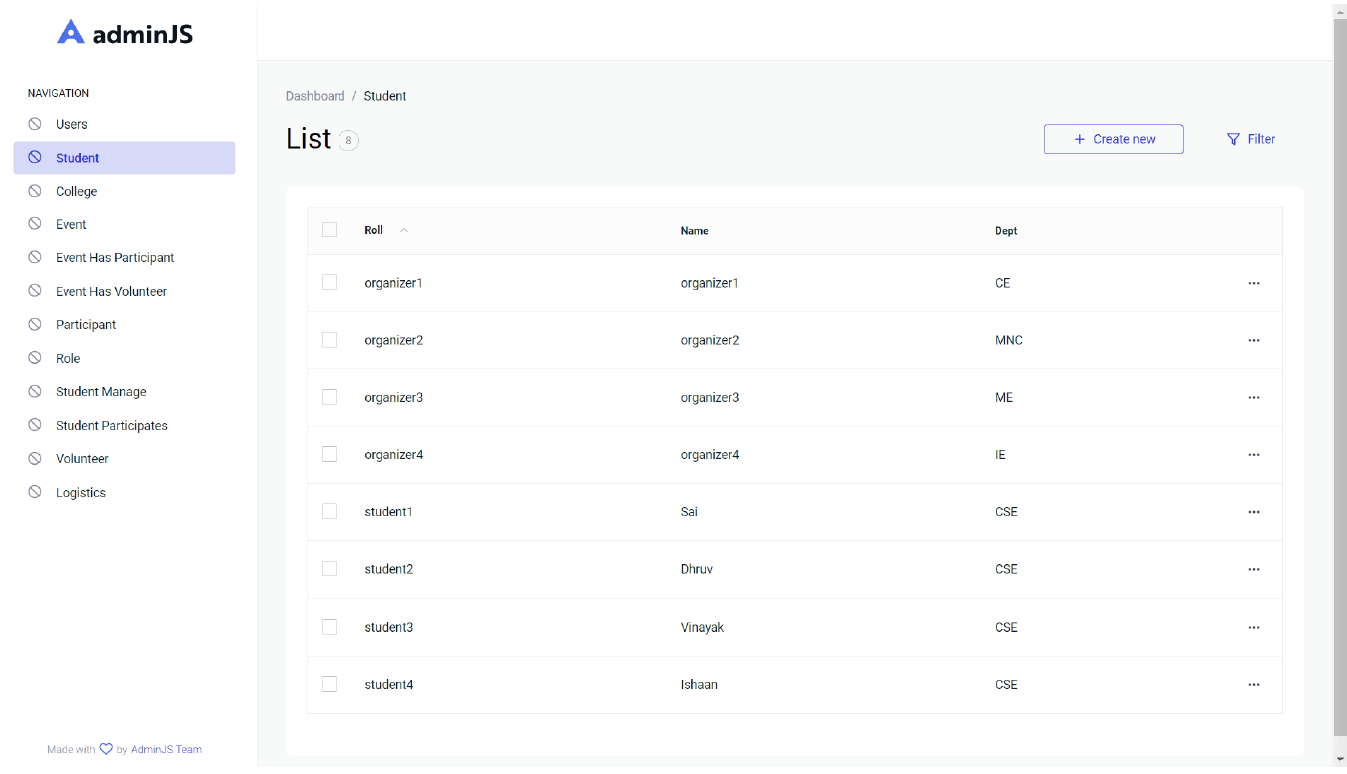 adminJS
NAVIGATION
Users
Student
College
Event
Event Has Participant
Event Has Volunteer
Participant
Role
Student Manage
Student Participates
Volunteer
Logistics
Made with by AdminJS Team
Dashboard / Student
List 8
+ Create new
Filter
Roll Name Dept
organizer1 organizer1 CE
organizer2 organizer2 MNC
organizer3 organizer3 ME
organizer4 organizer4 IE
student1 Sai CSE
student2 Dhruv CSE
student3 Vinayak CSE
student4 Ishaan CSE